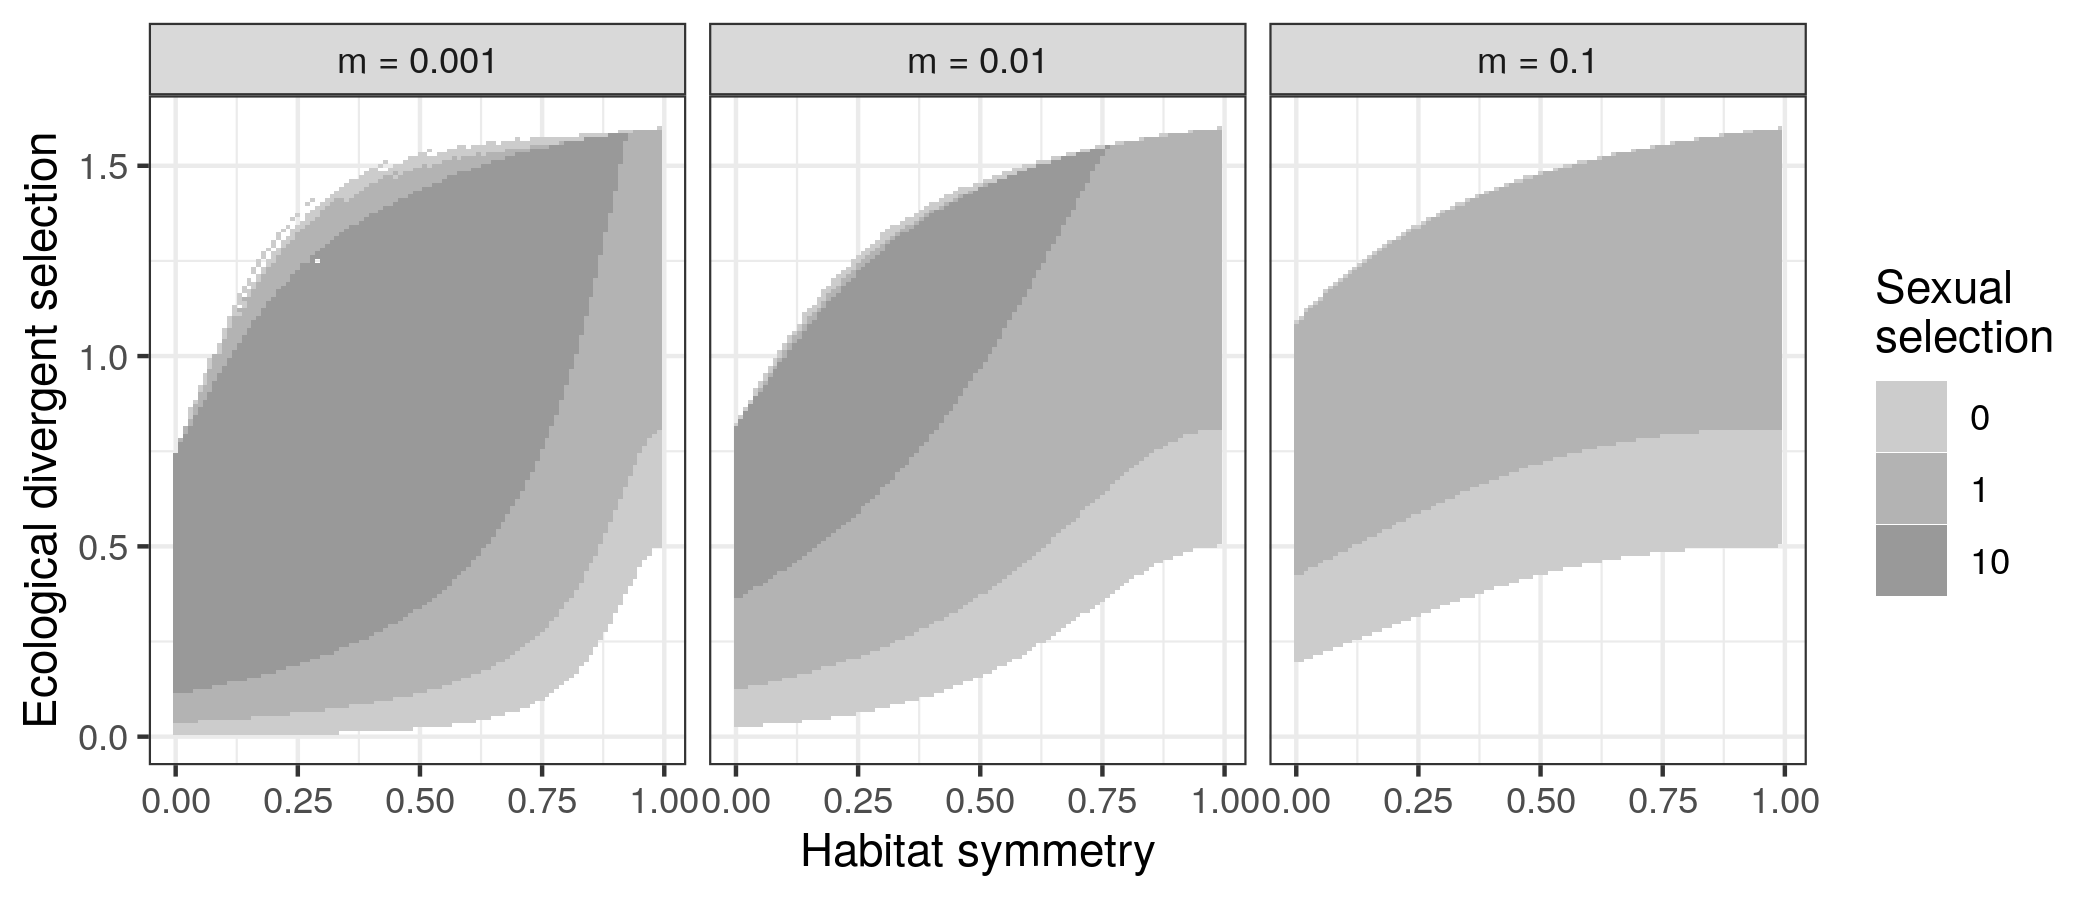 m = 0.001
m = 0.01
m = 0.1
Ecological divergent selection
1.5
1.0
0.5
0.0
0.00 0.25 0.50 0.75 1.00
0.00 0.25 0.50 0.75 1.00
0.00 0.25 0.50 0.75 1.00
Habitat symmetry
Sexual
selection
0
1
10